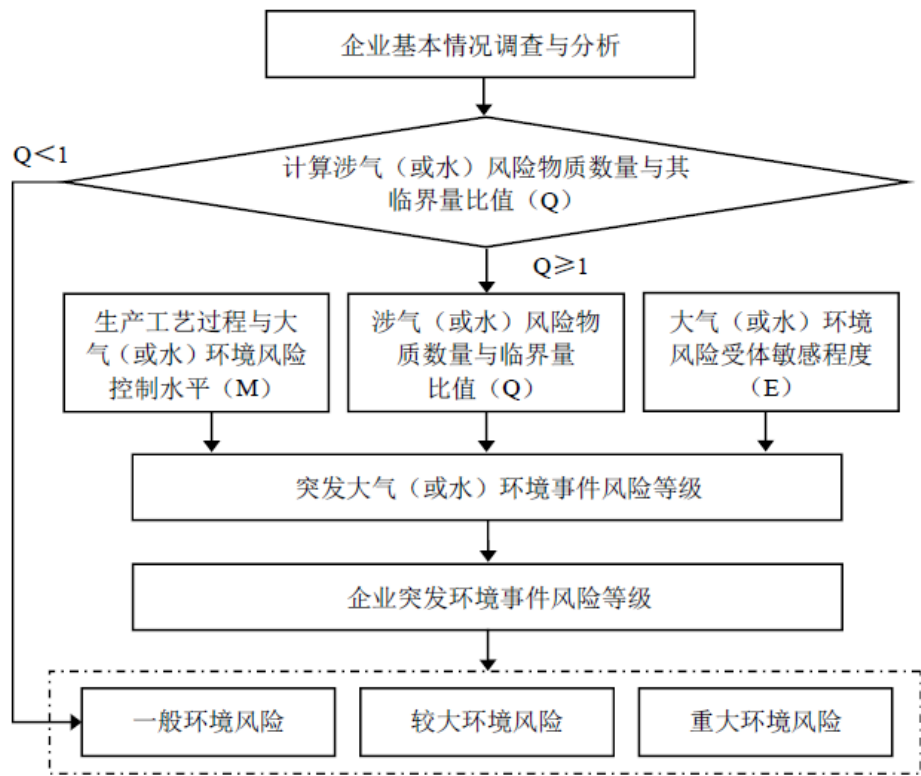 企业基本情况调查与分析
Q＜1
计算涉气（或水）风险物质数量与其
临界量比值（Q）
Q≥1
生产工艺过程与大
气（或水）环境风险
控制水平（M）
涉气（或水）风险物
质数量与临界量
比值（Q）
大气（或水）环境
风险受体敏感程度
（E）
突发大气（或水）环境事件风险等级
企业突发环境事件风险等级
一般环境风险
较大环境风险
重大环境风险